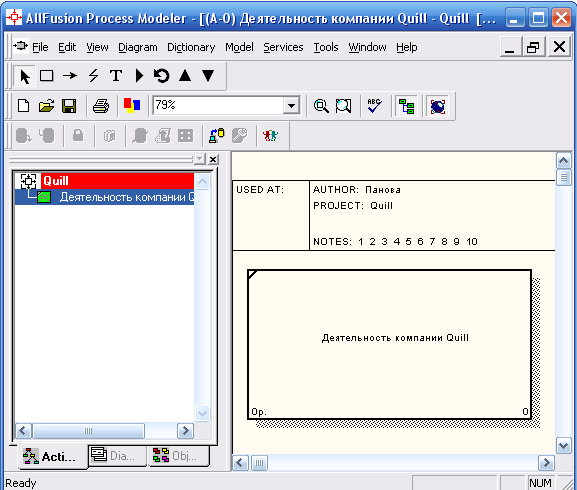 AllFusion Process Modeler - [(A-0) Деятельность компании Quill - Quill [...
File Edit View Diagram Dictionary Model Services Tools Window Help
T
79%
ABC
Quill
Деятельность компании Q
USED AT:
AUTHOR: Панова
PROJECT: Quill
NOTES: 1 2 3 4 5 6 7 8 9 10
Деятельность компании Quill
0р.
0
Acti...
Dia...
Obj...
Ready
NUM